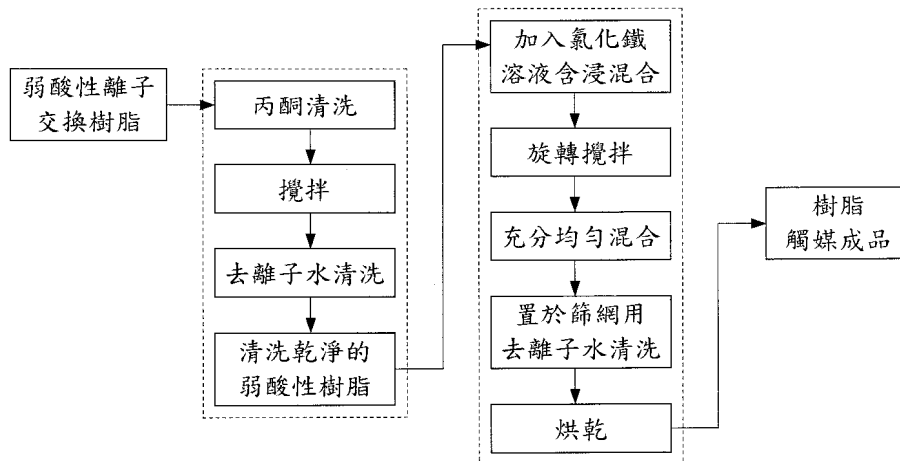 弱酸性離子
交換樹脂
丙酮清洗
攪拌
去離子水清洗
清洗乾淨的
弱酸性樹脂
加入氯化鐵
溶液含浸混合
旋轉攪拌
充分均勻混合
置於篩網用
去離子水清洗
烘乾
樹脂
觸媒成品